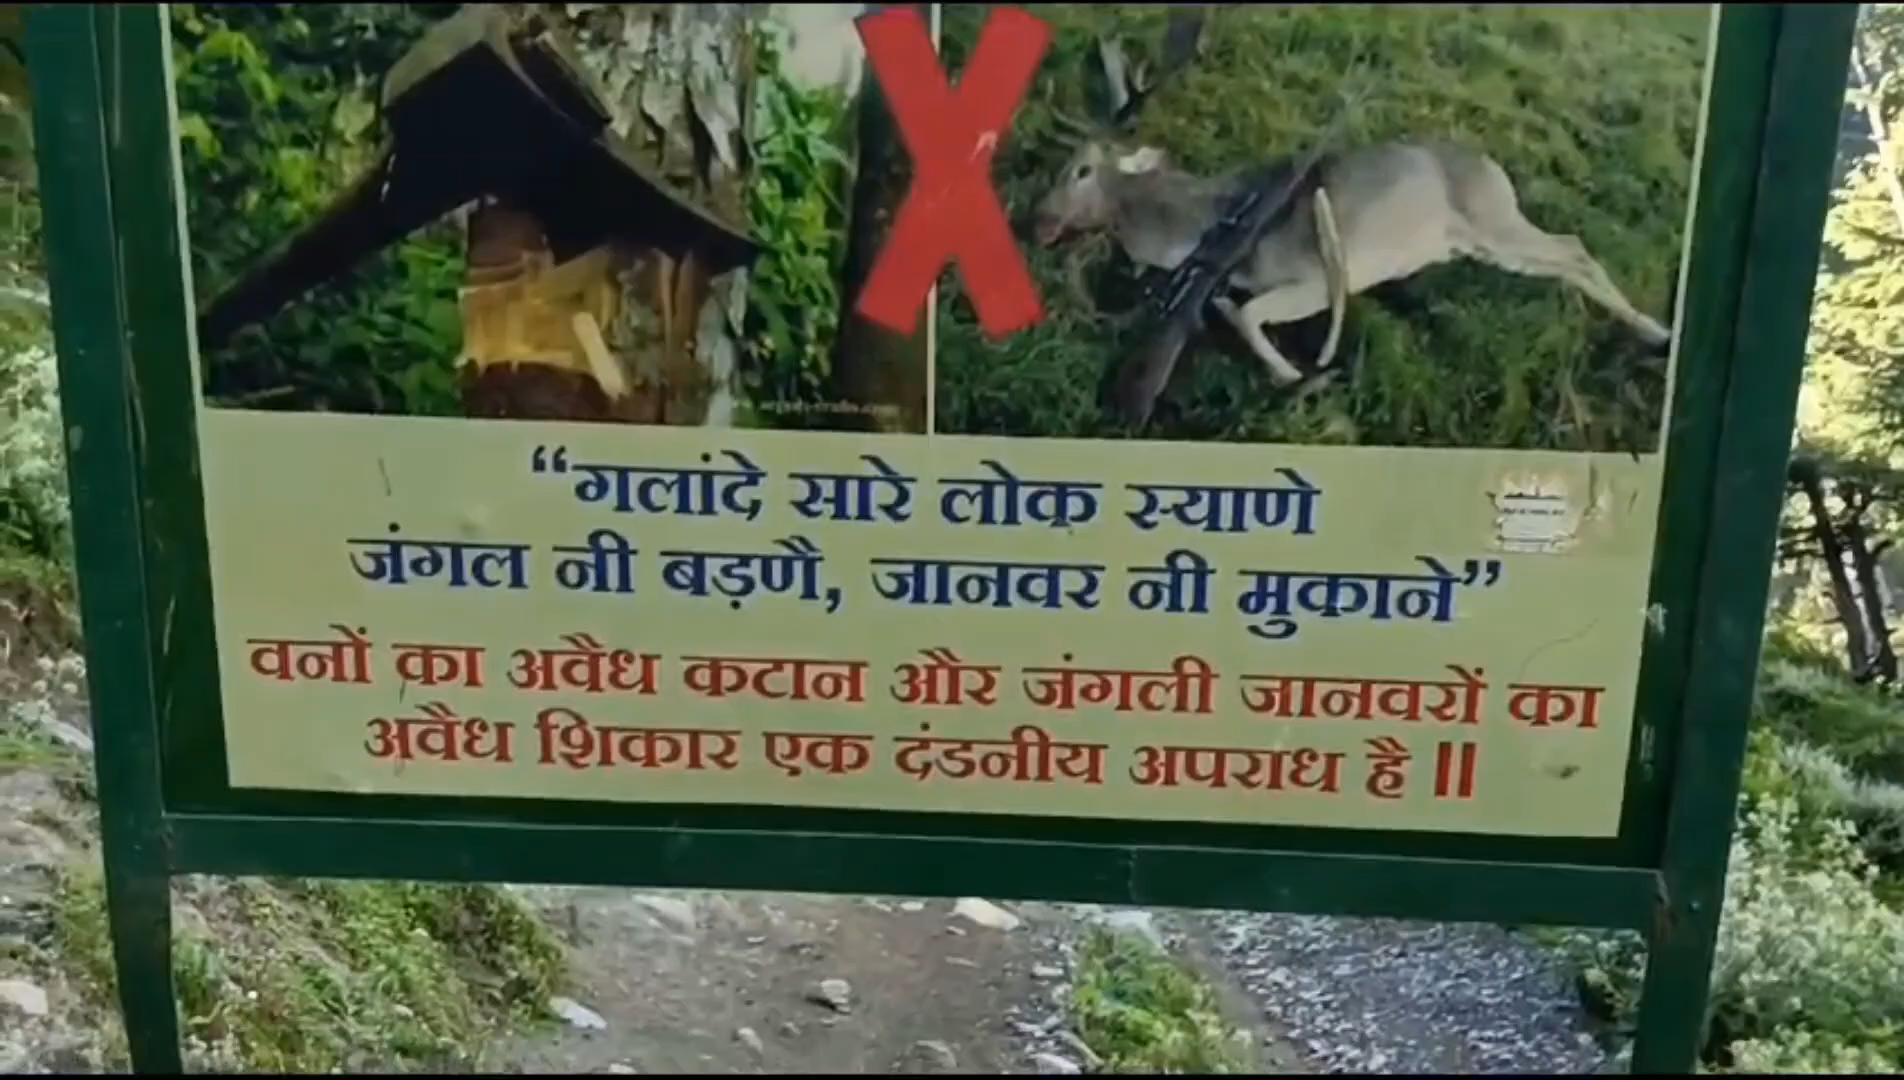 “गलांदे सारे लोक स्याणे
जंगल नी बड़णै, जानवर नी मुकाने”
वनों का अवैध कटान और जंगली जानवरों का
अवैध शिकार एक दंडनीय अपराध है ॥